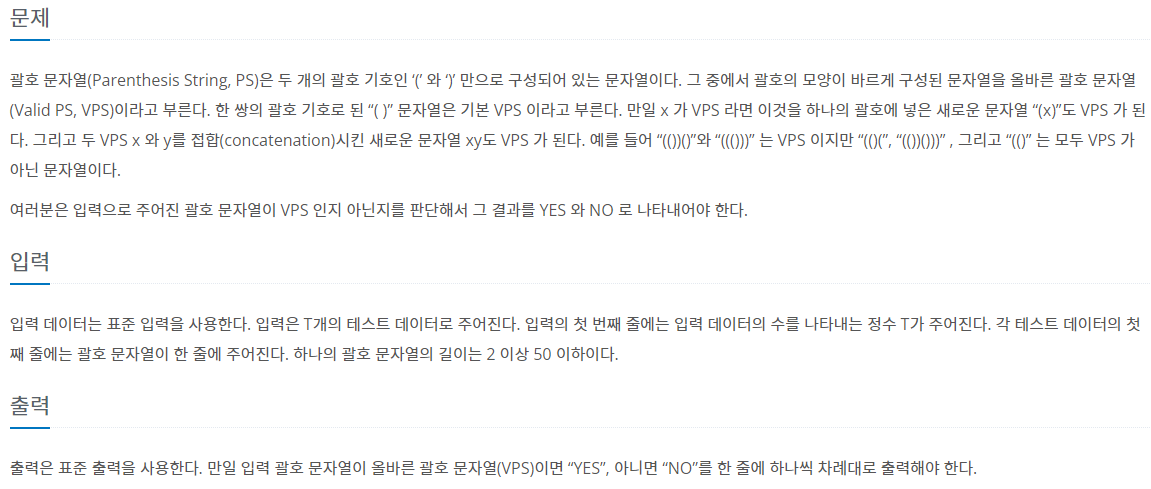 문제
괄호 문자열(Parenthesis String, PS)은 두 개의 괄호 기호인 ‘(’ 와 ‘)’ 만으로 구성되어 있는 문자열이다. 그 중에서 괄호의 모양이 바르게 구성된 문자열을 올바른 괄호 문자열
(Valid PS, VPS)이라고 부른다. 한 쌍의 괄호 기호로 된 “( )” 문자열은 기본 VPS 이라고 부른다. 만일 x 가 VPS 라면 이것을 하나의 괄호에 넣은 새로운 문자열 “(x)”도 VPS 가 된
다. 그리고 두 VPS x 와 y를 접합(concatenation)시킨 새로운 문자열 xy도 VPS 가 된다. 예를 들어 “(())()”와 “((()))” 는 VPS 이지만 “(()(”, “(())()))” , 그리고 “(()” 는 모두 VPS 가
아닌 문자열이다.
여러분은 입력으로 주어진 괄호 문자열이 VPS 인지 아닌지를 판단해서 그 결과를 YES 와 NO 로 나타내어야 한다.
입력
입력 데이터는 표준 입력을 사용한다. 입력은 T개의 테스트 데이터로 주어진다. 입력의 첫 번째 줄에는 입력 데이터의 수를 나타내는 정수 T가 주어진다. 각 테스트 데이터의 첫
째 줄에는 괄호 문자열이 한 줄에 주어진다. 하나의 괄호 문자열의 길이는 2 이상 50 이하이다.
출력
출력은 표준 출력을 사용한다. 만일 입력 괄호 문자열이 올바른 괄호 문자열(VPS)이면 “YES”, 아니면 “NO”를 한 줄에 하나씩 차례대로 출력해야 한다.